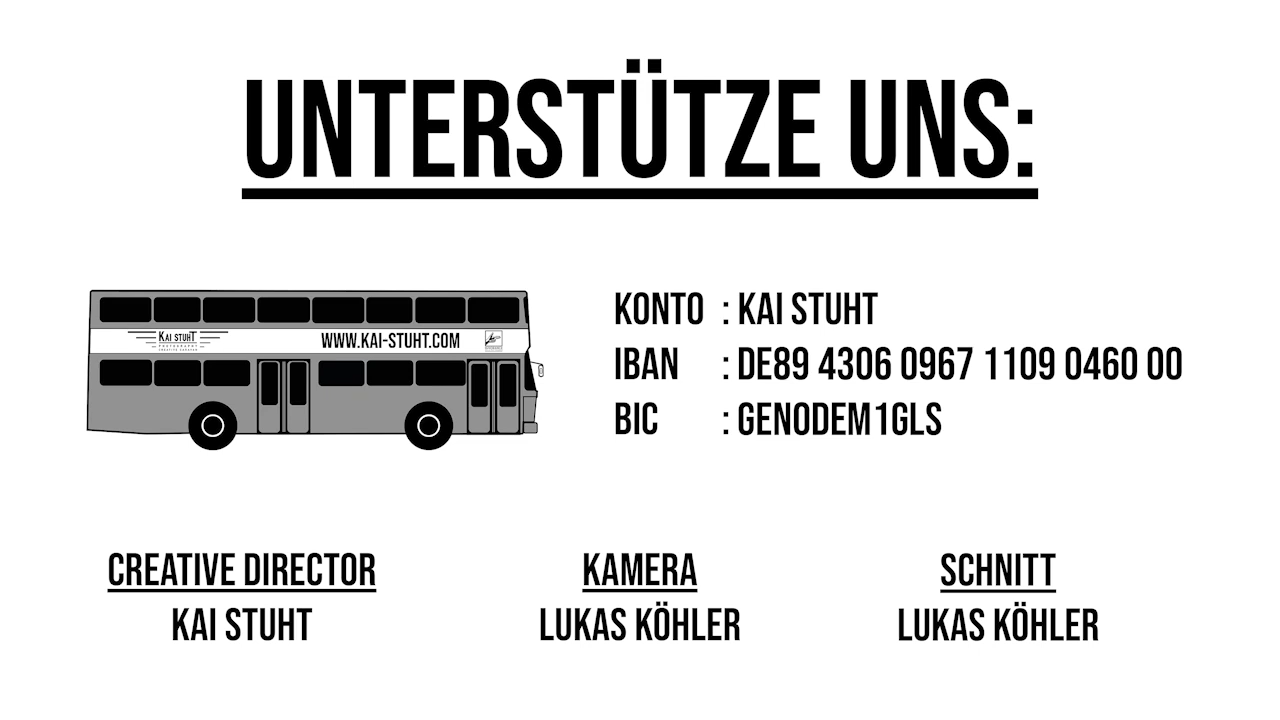 UNTERSTÜTZE UNS:
KAI STUHT
PHOTOGRAPHY
WWW.KAI-STUHT.COM
KONTO : KAI STUHT
IBAN : DE89 4306 0967 1109 0460 00
BIC : GENODEM1GLS
CREATIVE DIRECTOR
KAI STUHT
KAMERA
LUKAS KÖHLER
SCHNITT
LUKAS KÖHLER